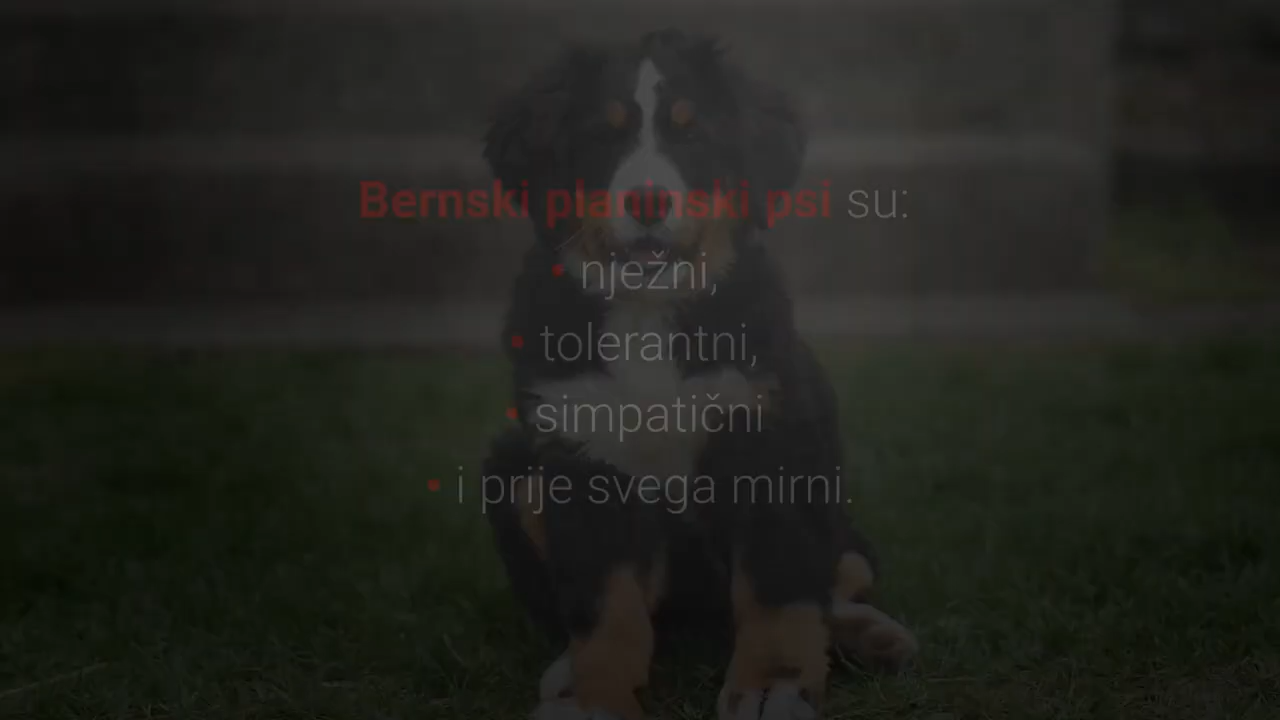 Bernski planinski psi su:
• nježni,
• tolerantni,
• simpatični
• i prije svega mirni.